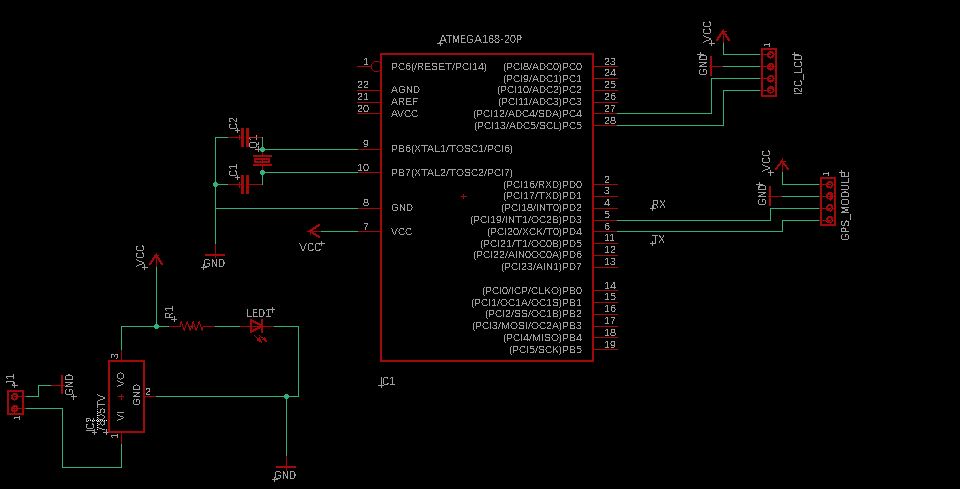 ATMEGA168-20P
1 PC6(/RESET/PCI14)
22 AGND
21 AREF
20 AVCC
9 PB6(XTAL1/TOSC1/PCI6)
10 PB7(XTAL2/TOSC2/PCI7)
8 GND
7 VCC
(PCI8/ADC0)PC0 23
(PCI9/ADC1)PC1 24
(PCI10/ADC2)PC2 25
(PCI11/ADC3)PC3 26
(PCI12/ADC4/SDA)PC4 27
(PCI13/ADC5/SCL)PC5 28
(PCI16/RXD)PD0 2
(PCI17/TXD)PD1 3
(PCI18/INT0)PD2 4
(PCI19/INT1/OC2B)PD3 5
(PCI20/XCK/T0)PD4 6
(PCI21/T1/OC0B)PD5 11
(PCI22/AIN0OC0A)PD6 12
(PCI23/AIN1)PD7 13
(PCI0/ICP/CLKO)PB0 14
(PCI1/OC1A/OC1S)PB1 15
(PCI2/SS/OC1B)PB2 16
(PCI3/MOSI/OC2A)PB3 17
(PCI4/MISO)PB4 18
(PCI5/SCK)PB5 19
IC1
C2
Q1
C1
GND
VCC
VCC
GND
1
I2C_LCD
VCC
GND
1
GPS_MODULE
RX
TX
VCC
R1
LED1
3
VO
GND
2
VI
1
IC2
7805TV
J1
1
GND
GND